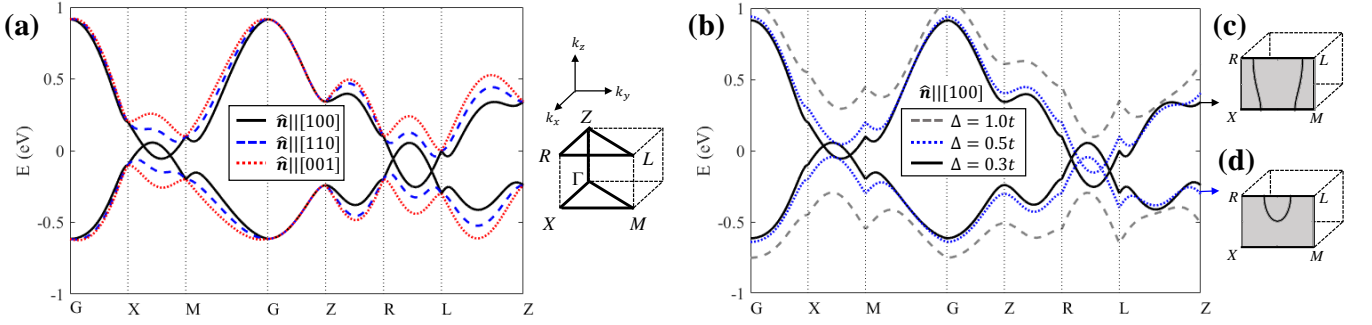 (a)
1
0.5
0
-0.5
-1
E (eV)
G X M G Z R L Z
n̂||[100]
n̂||[110]
n̂||[001]
k_z
k_y
k_x
Z
R L
Γ
X M
(b)
1
0.5
0
-0.5
-1
E (eV)
G X M G Z R L Z
n̂||[100]
Δ = 1.0t
Δ = 0.5t
Δ = 0.3t
(c)
R L
X M
(d)
R L
X M